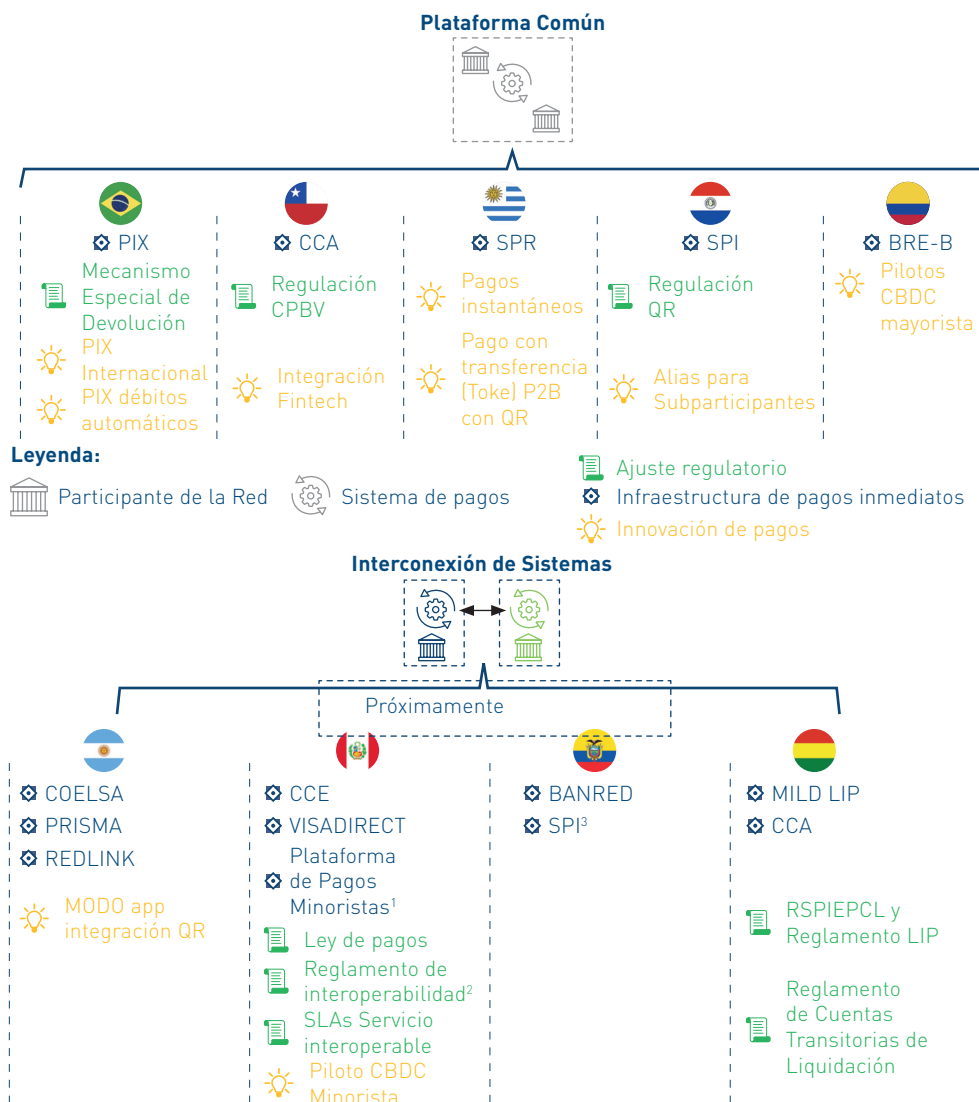 Plataforma Común
PIX
Mecanismo
Especial de
Devolución
PIX
Internacional
PIX débitos
automáticos
CCA
Regulación
CPBV
Integración
Fintech
SPR
Pagos
instantáneos
Pago con
transferencia
(Toke) P2B
con QR
SPI
Regulación
QR
Alias para
Subparticipantes
BRE-B
Pilotos
CBDC
mayorista
Leyenda:
Participante de la Red
Sistema de pagos
Ajuste regulatorio
Infraestructura de pagos inmediatos
Innovación de pagos
Interconexión de Sistemas
Próximamente
COELSA
PRISMA
REDLINK
MODO app
integración QR
CCE
VISADIRECT
Plataforma
de Pagos
Minoristas¹
Ley de pagos
Reglamento de
interoperabilidad²
SLAs Servicio
interoperable
Piloto CBDC
Minorista
BANRED
SPI³
MILD LIP
CCA
RSPIEPCL y
Reglamento LIP
Reglamento
de Cuentas
Transitorias de
Liquidación